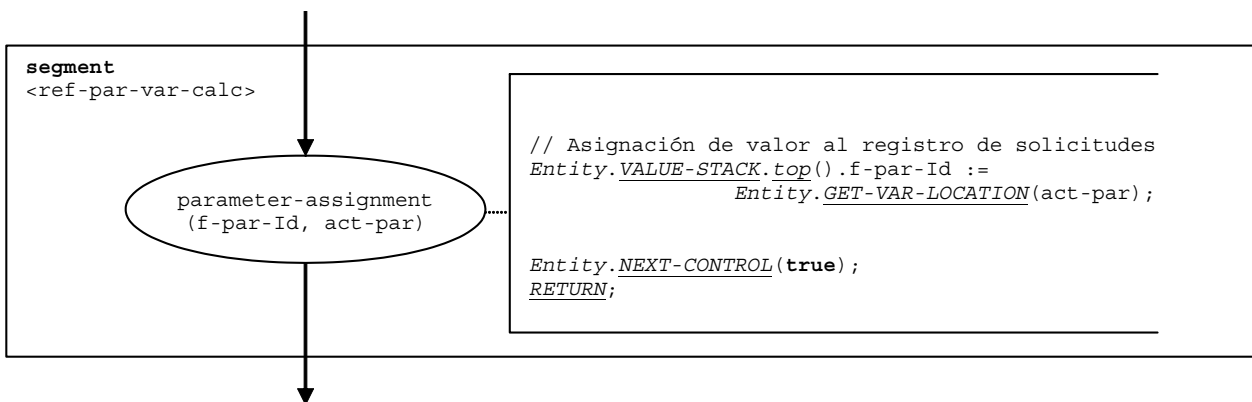 segment
<ref-par-var-calc>
parameter-assignment
(f-par-Id, act-par)
// Asignación de valor al registro de solicitudes
Entity.VALUE-STACK.top().f-par-Id :=
Entity.GET-VAR-LOCATION(act-par);
Entity.NEXT-CONTROL(true);
RETURN;